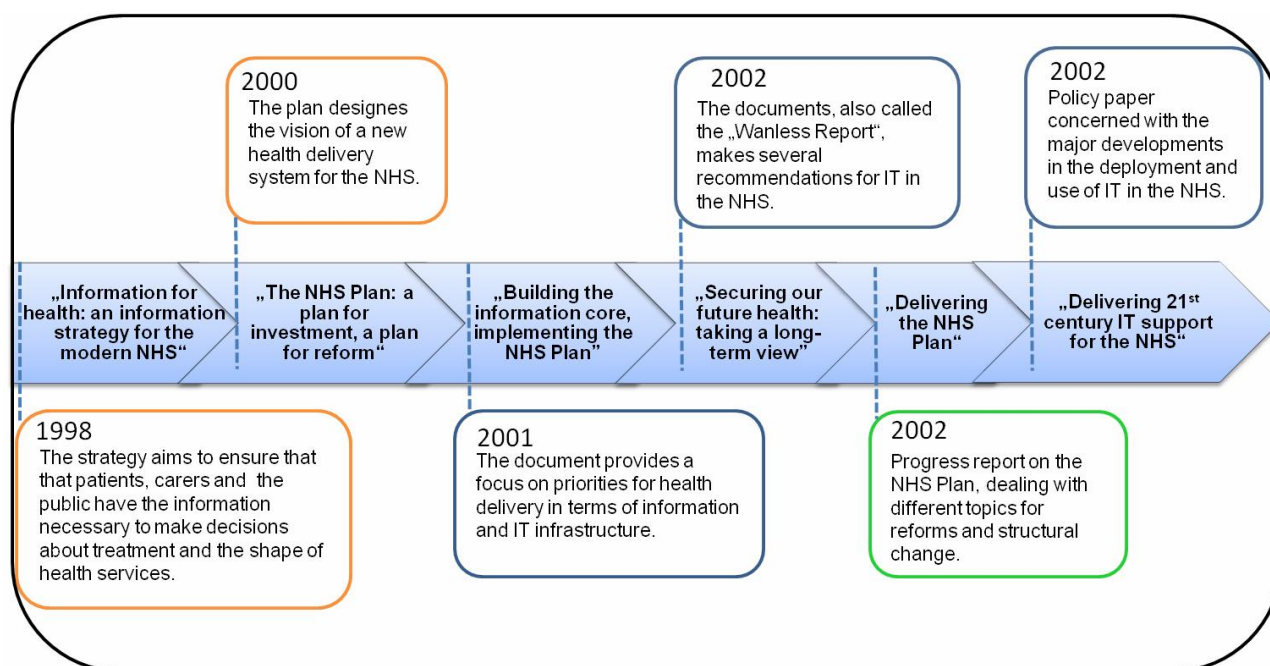 2000
The plan designes
the vision of a new
health delivery
system for the NHS.
2002
The documents, also called
the „Wanless Report“,
makes several
recommendations for IT in
the NHS.
2002
Policy paper
concerned with the
major developments
in the deployment and
use of IT in the NHS.
„Information for
health: an information
strategy for the
modern NHS“
„The NHS Plan: a
plan for
investment, a plan
for reform“
„Building the
information core,
implementing the
NHS Plan”
„Securing our
future health:
taking a long-
term view”
„Delivering
the NHS
Plan“
„Delivering 21st
century IT support
for the NHS“
1998
The strategy aims to ensure that
that patients, carers and the
public have the information
necessary to make decisions
about treatment and the shape of
health services.
2001
The document provides a
focus on priorities for health
delivery in terms of information
and IT infrastructure.
2002
Progress report on the
NHS Plan, dealing with
different topics for
reforms and structural
change.